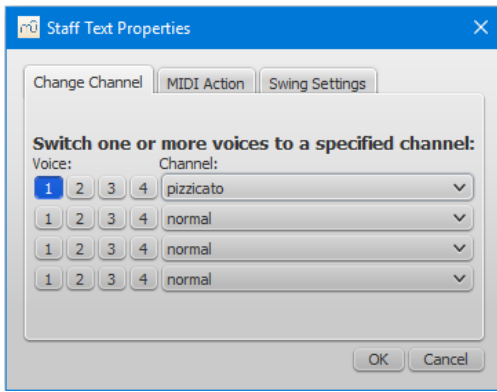 Staff Text Properties
Change Channel MIDI Action Swing Settings
Switch one or more voices to a specified channel:
Voice: Channel:
1 2 3 4 pizzicato
1 2 3 4 normal
1 2 3 4 normal
1 2 3 4 normal
OK Cancel